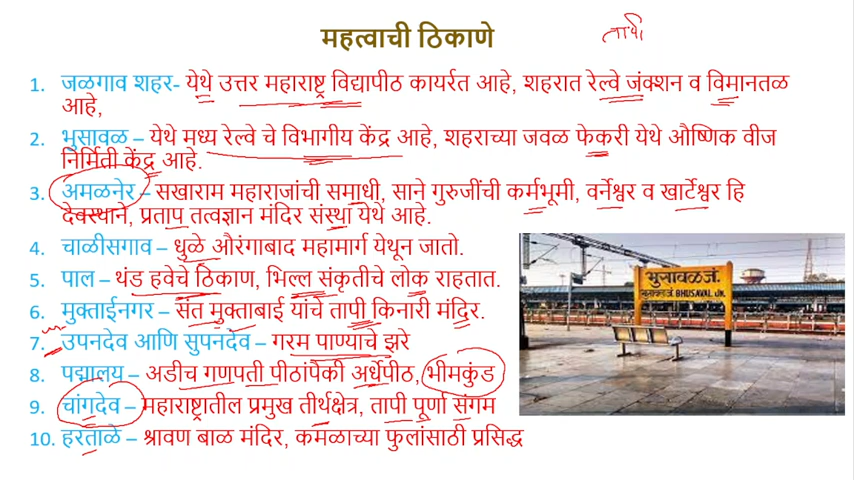 महत्वाची ठिकाणे
तापी
1. जळगाव शहर- येथे उत्तर महाराष्ट्र विद्यापीठ कार्यरत आहे, शहरात रेल्वे जंक्शन व विमानतळ
आहे,
2. भुसावळ – येथे मध्य रेल्वे चे विभागीय केंद्र आहे, शहराच्या जवळ फेकरी येथे औष्णिक वीज
निर्मिती केंद्र आहे.
3. अमळनेर – सखाराम महाराजांची समाधी, साने गुरुजींची कर्मभूमी, वर्नेश्वर व खार्टेश्वर हि
देवस्थाने, प्रताप तत्वज्ञान मंदिर संस्था येथे आहे.
4. चाळीसगाव – धुळे औरंगाबाद महामार्ग येथून जातो.
5. पाल – थंड हवेचे ठिकाण, भिल्ल संकृतीचे लोक राहतात.
6. मुक्ताईनगर – संत मुक्ताबाई यांचे तापी किनारी मंदिर.
7. उपनदेव आणि सुपनदेव – गरम पाण्याचे झरे
8. पद्मालय – अडीच गणपती पीठांपैकी अर्धेपीठ, भीमकुंड
9. चांगदेव – महाराष्ट्रातील प्रमुख तीर्थक्षेत्र, तापी पूर्णा संगम
10. हरताळे – श्रावण बाळ मंदिर, कमळाच्या फुलांसाठी प्रसिद्ध
भुसावळ जं.
BHUSAVAL JN.